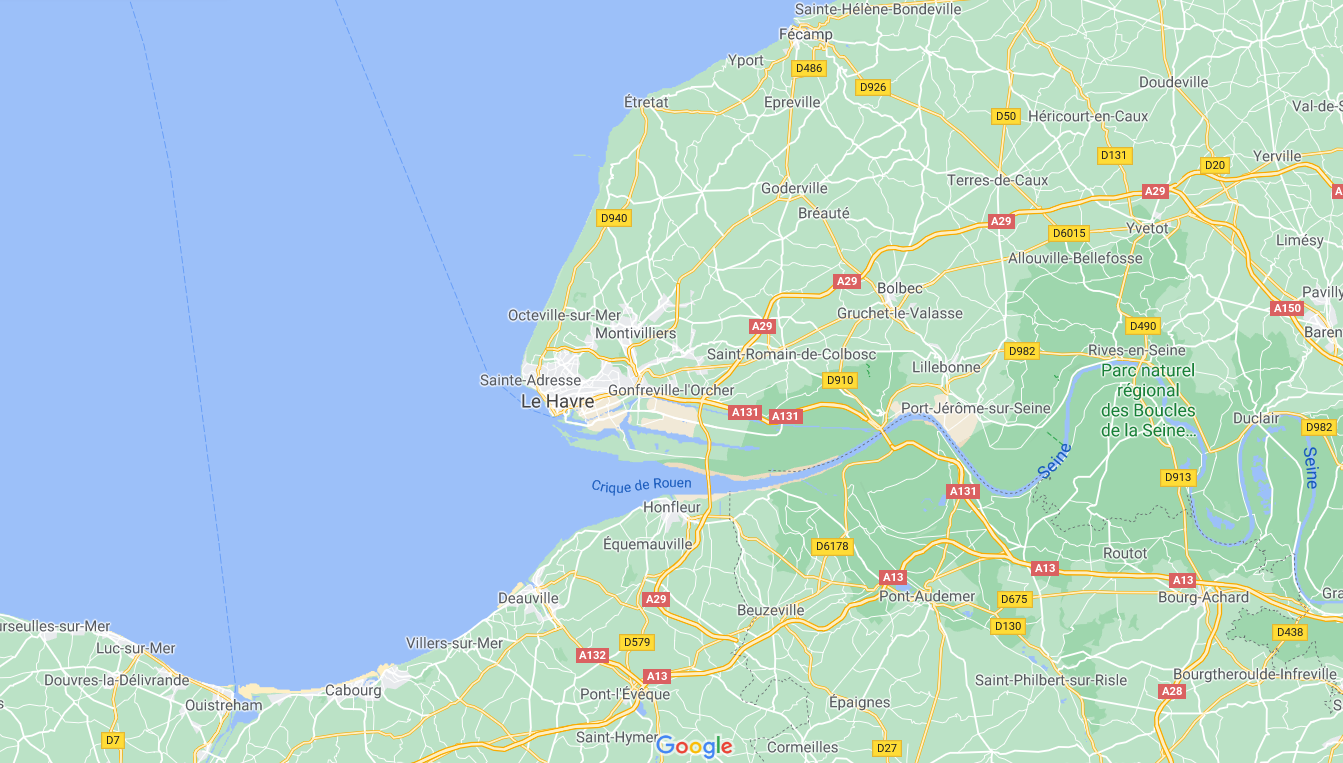 Sainte-Hélène-Bondeville
Fécamp
Yport
D486
D926
Doudeville
Étretat
Epreville
D50
Héricourt-en-Caux
Val-de-S
D131
D20
Yerville
Terres-de-Caux
A29
A
Goderville
D940
Bréauté
A29
D6015
Yvetot
Limésy
Allouville-Bellefosse
A29
Bolbec
Pavilly
A150
Octeville-sur-Mer
Gruchet-le-Valasse
Montivilliers
A29
D490
Baren
Saint-Romain-de-Colbosc
D982
Rives-en-Seine
Lillebonne
Parc naturel
régional
des Boucles
de la Seine...
Sainte-Adresse
Gonfreville-l'Orcher
D910
Le Havre
A131
A131
Port-Jérôme-sur-Seine
Duclair
D982
Seine
Seine
D913
Crique de Rouen
A131
Honfleur
Équemauville
D6178
Routot
A13
A13
A13
Deauville
A29
Pont-Audemer
D675
Bourg-Achard
Gra
Beuzeville
D130
D438
urseulles-sur-Mer
Luc-sur-Mer
Villers-sur-Mer
D579
A132
A13
Douvres-la-Délivrande
Cabourg
Pont-l'Évêque
Saint-Philbert-sur-Risle
Bourgtheroulde-Infreville
A28
Ouistreham
Épaignes
S
D7
Saint-Hymer
Google
Cormeilles
D27